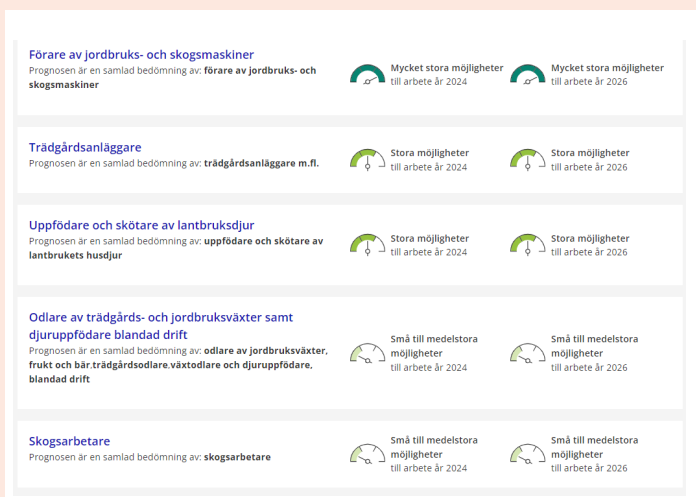 Förare av jordbruks- och skogsmaskiner
Prognosen är en samlad bedömning av: förare av jordbruks- och
skogsmaskiner
Mycket stora möjligheter
till arbete år 2024
Mycket stora möjligheter
till arbete år 2026
Trädgårdsanläggare
Prognosen är en samlad bedömning av: trädgårdsanläggare m.fl.
Stora möjligheter
till arbete år 2024
Stora möjligheter
till arbete år 2026
Uppfödare och skötare av lantbruksdjur
Prognosen är en samlad bedömning av: uppfödare och skötare av
lantbrukets husdjur
Stora möjligheter
till arbete år 2024
Stora möjligheter
till arbete år 2026
Odlare av trädgårds- och jordbruksväxter samt
djuruppfödare blandad drift
Prognosen är en samlad bedömning av: odlare av jordbruksväxter,
frukt och bär,trädgårdsodlare,växtodlare och djuruppfödare,
blandad drift
Små till medelstora
möjligheter
till arbete år 2024
Små till medelstora
möjligheter
till arbete år 2026
Skogsarbetare
Prognosen är en samlad bedömning av: skogsarbetare
Små till medelstora
möjligheter
till arbete år 2024
Små till medelstora
möjligheter
till arbete år 2026